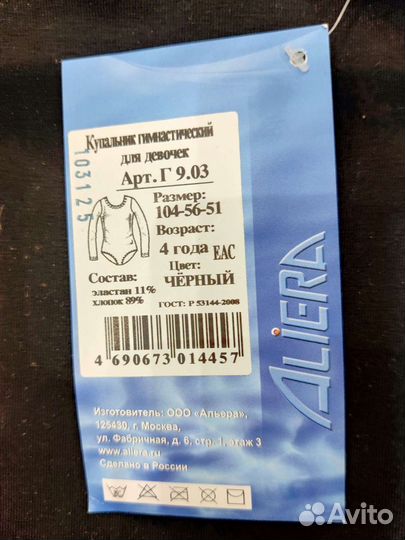 Купальник гимнастический
для девочек
Арт. Г 9.03
Размер:
104-56-51
Возраст:
4 года ЕАС
Состав: Цвет:
эластан 11% ЧЁРНЫЙ
хлопок 89%
ГОСТ: Р 53144-2008
4 690673 014457
103125
ALIERA
Изготовитель: ООО «Альера»,
125430, г. Москва,
ул. Фабричная, д. 6, стр. 1, этаж 3
www.aliera.ru
Сделано в России
Avito